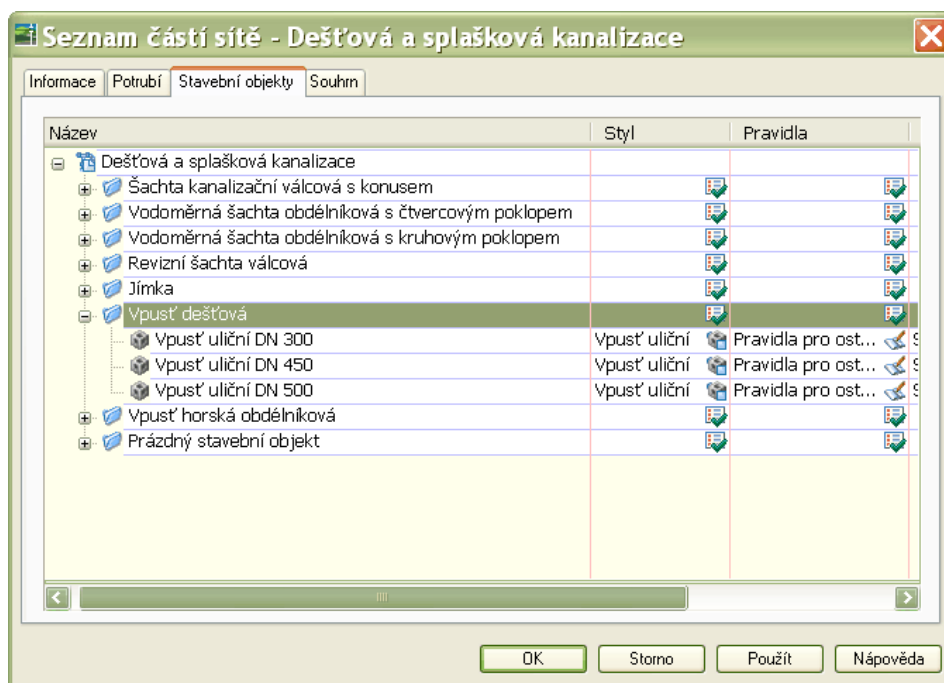 Seznam částí sítě - Dešťová a splašková kanalizace
Informace Potrubí Stavební objekty Souhrn
Název Styl Pravidla
Dešťová a splašková kanalizace
Šachta kanalizační válcová s konusem
Vodoměrná šachta obdélníková s čtvercovým poklopem
Vodoměrná šachta obdélníková s kruhovým poklopem
Revizní šachta válcová
Jímka
Vpusť dešťová
Vpusť uliční DN 300 Vpusť uliční Pravidla pro ost...
Vpusť uliční DN 450 Vpusť uliční Pravidla pro ost...
Vpusť uliční DN 500 Vpusť uliční Pravidla pro ost...
Vpusť horská obdélníková
Prázdný stavební objekt
OK Storno Použít Nápověda